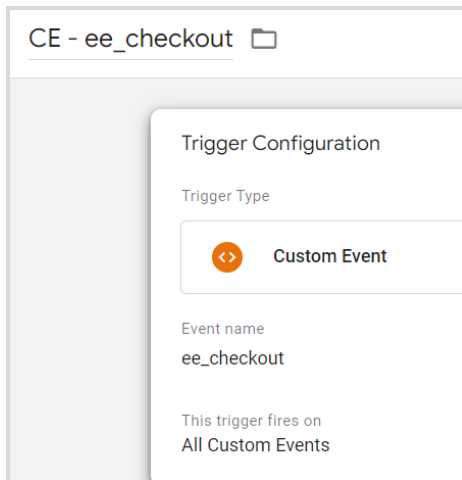 CE - ee_checkout
Trigger Configuration
Trigger Type
Custom Event
Event name
ee_checkout
This trigger fires on
All Custom Events